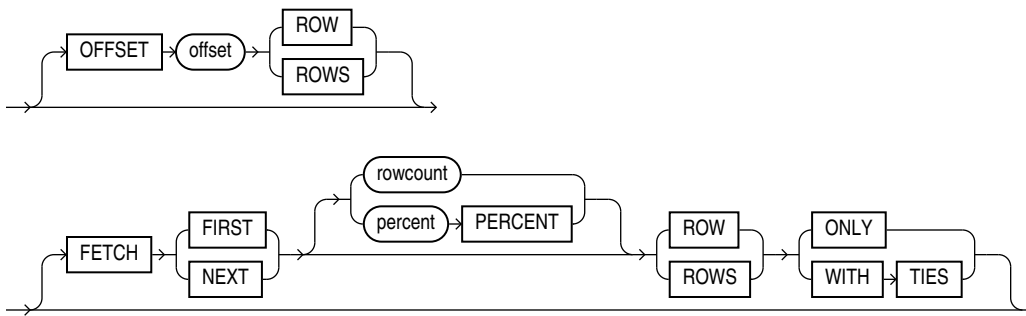 ROW
OFFSET offset
ROWS
rowcount
percent PERCENT
FIRST ROW ONLY
FETCH
NEXT ROWS WITH TIES